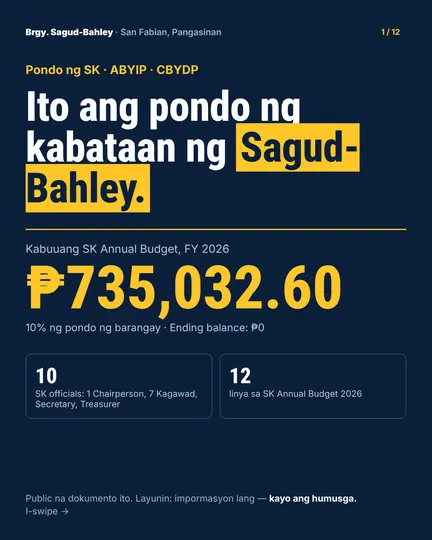 Brgy. Sagud-Bahley · San Fabian, Pangasinan
1 / 12
Pondo ng SK · ABYIP · CBYDP
Ito ang pondo ng
kabataan ng Sagud-
Bahley.
Kabuuang SK Annual Budget, FY 2026
₱735,032.60
10% ng pondo ng barangay · Ending balance: ₱0
10
SK officials: 1 Chairperson, 7 Kagawad,
Secretary, Treasurer
12
linya sa SK Annual Budget 2026
Public na dokumento ito. Layunin: impormasyon lang — kayo ang humusga.
I-swipe →